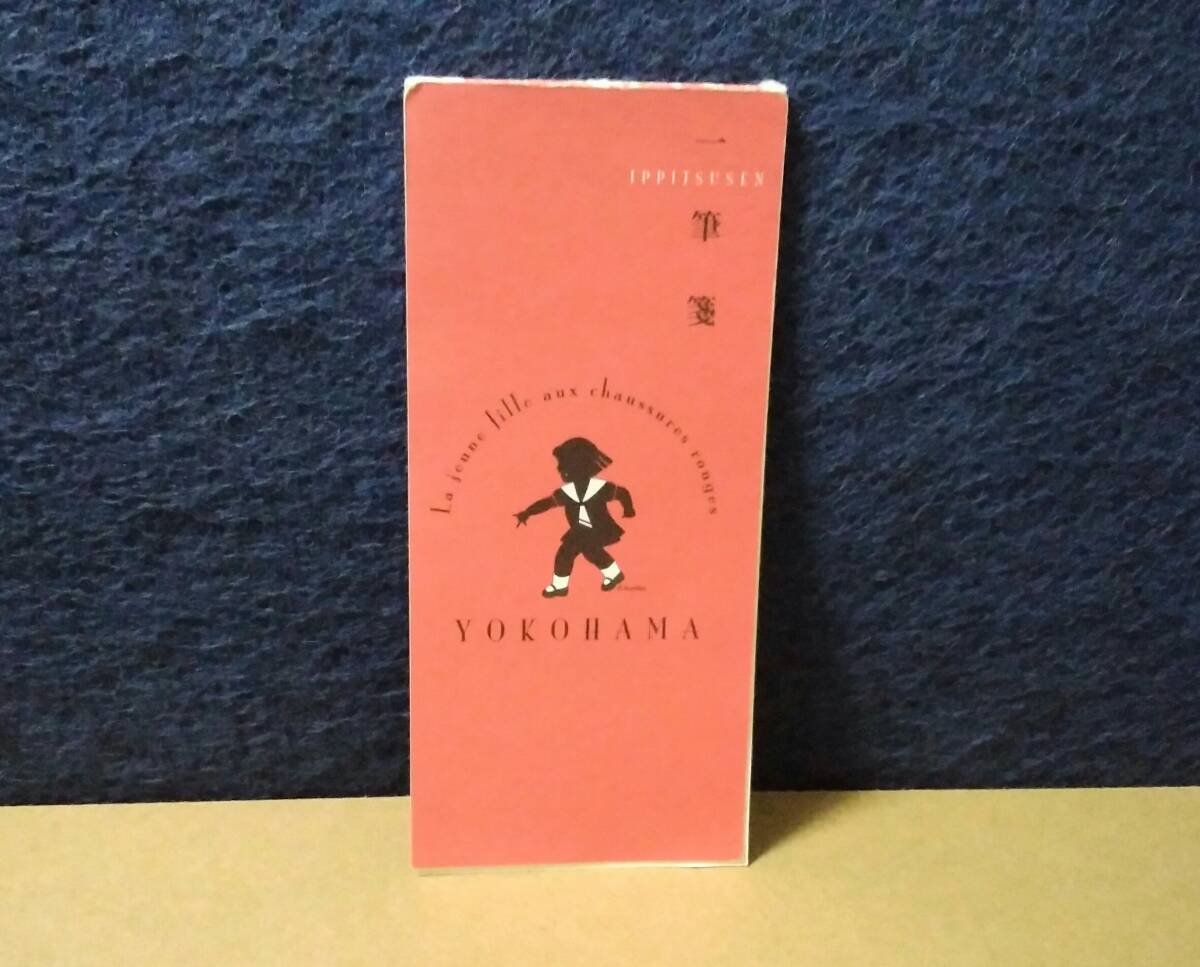 一筆箋
IPPITSUSEN
La jeune fille aux chaussures rouges
YOKOHAMA